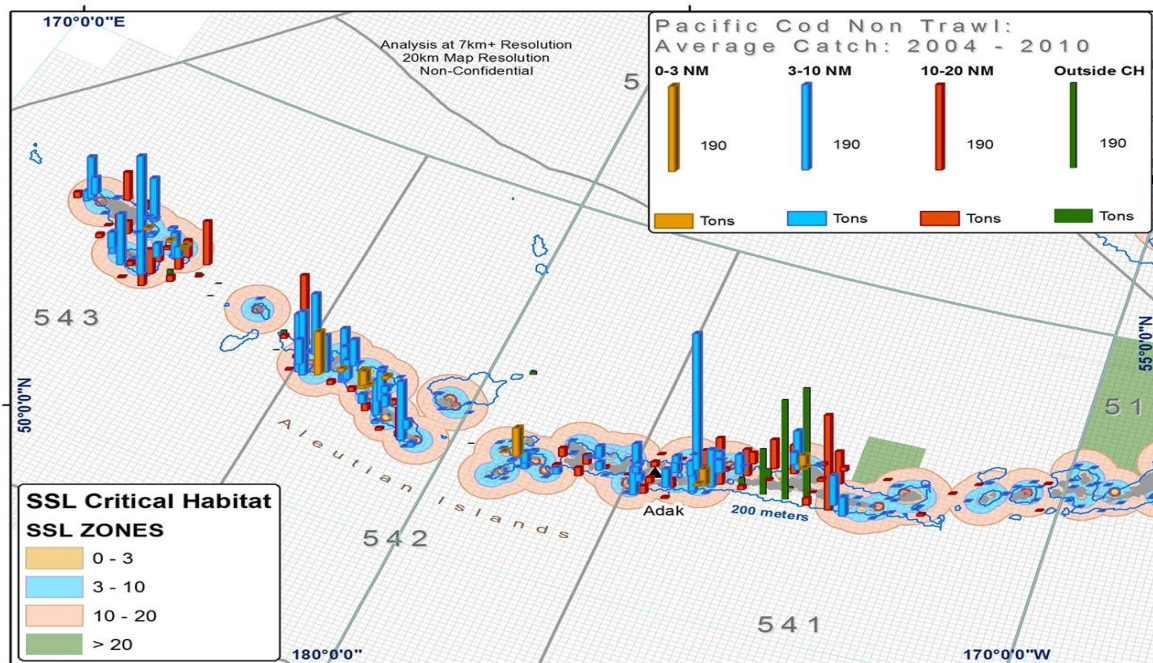 170°0'0"E
Analysis at 7km+ Resolution
20km Map Resolution
Non-Confidential
5
Pacific Cod Non Trawl:
Average Catch: 2004 - 2010
0-3 NM 3-10 NM 10-20 NM Outside CH
190 190 190 190
Tons Tons Tons Tons
543
50°0'0"N
55°0'0"N
51
Aleutian Islands
542
Adak
200 meters
541
SSL Critical Habitat
SSL ZONES
0 - 3
3 - 10
10 - 20
> 20
180°0'0"
170°0'0"W